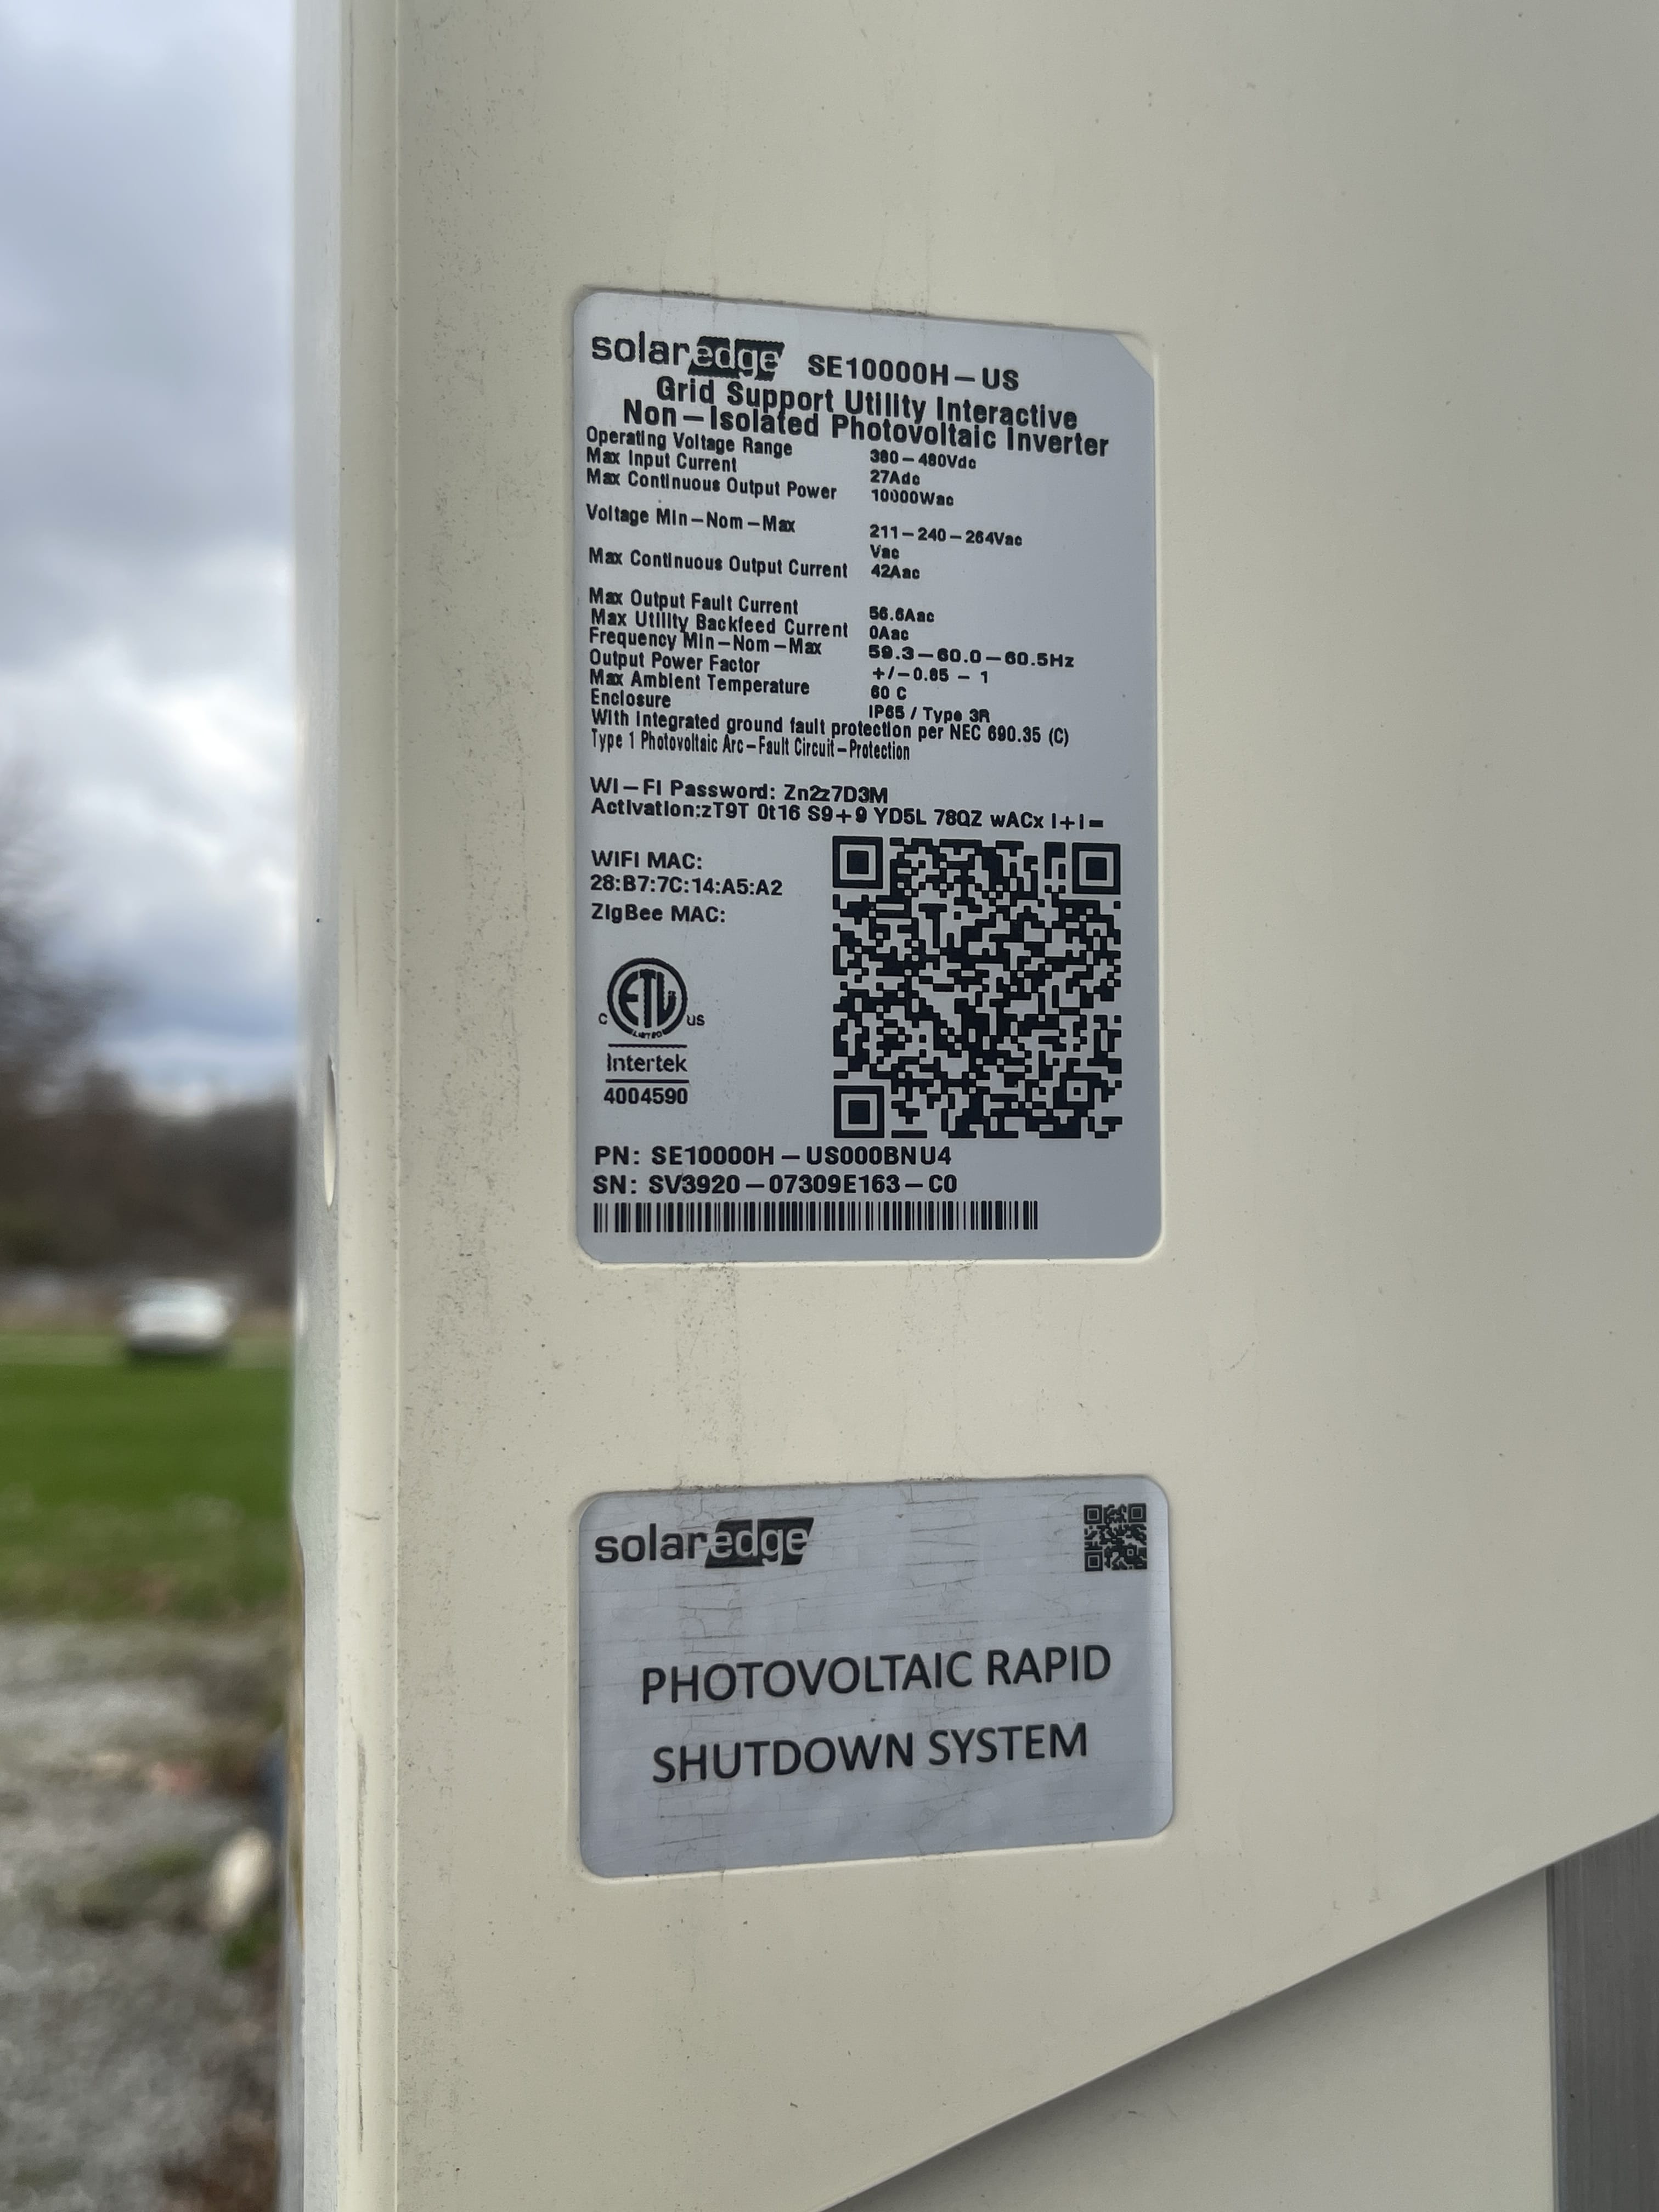 solaredge SE10000H-US
Grid Support Utility Interactive
Non-Isolated Photovoltaic Inverter
Operating Voltage Range 380-480Vdc
Max Input Current 27Adc
Max Continuous Output Power 10000Wac
Voltage Min-Nom-Max 211-240-264Vac
Vac
Max Continuous Output Current 42Aac
Max Output Fault Current 56.6Aac
Max Utility Backfeed Current 0Aac
Frequency Min-Nom-Max 59.3-60.0-60.5Hz
Output Power Factor +/-0.85 - 1
Max Ambient Temperature 60 C
Enclosure IP65 / Type 3R
With integrated ground fault protection per NEC 690.35 (C)
Type 1 Photovoltaic Arc-Fault Circuit-Protection
Wi-Fi Password: Zn2z7D3M
Activation:zT9T 0t16 S9+9 YD5L 78QZ wACx I+I=
WIFI MAC:
28:B7:7C:14:A5:A2
ZigBee MAC:
ETL
C US
LISTED
Intertek
4004590
PN: SE10000H-US000BNU4
SN: SV3920-07309E163-C0
solaredge
PHOTOVOLTAIC RAPID
SHUTDOWN SYSTEM